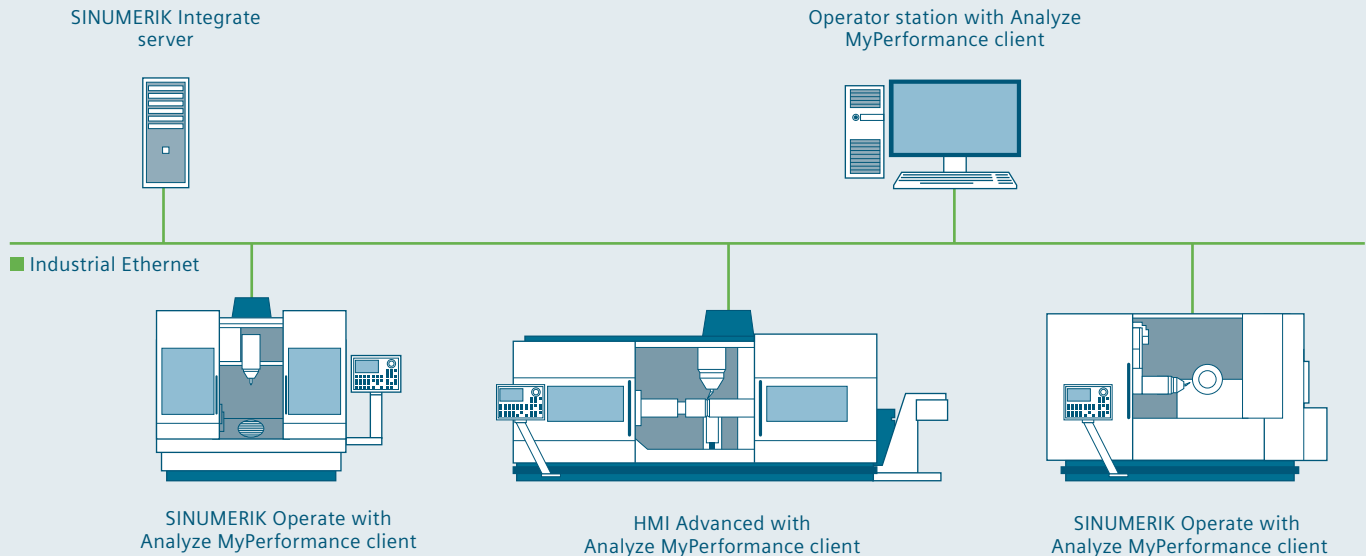 SINUMERIK Integrate
server
Operator station with Analyze
MyPerformance client
Industrial Ethernet
SINUMERIK Operate with
Analyze MyPerformance client
HMI Advanced with
Analyze MyPerformance client
SINUMERIK Operate with
Analyze MyPerformance client